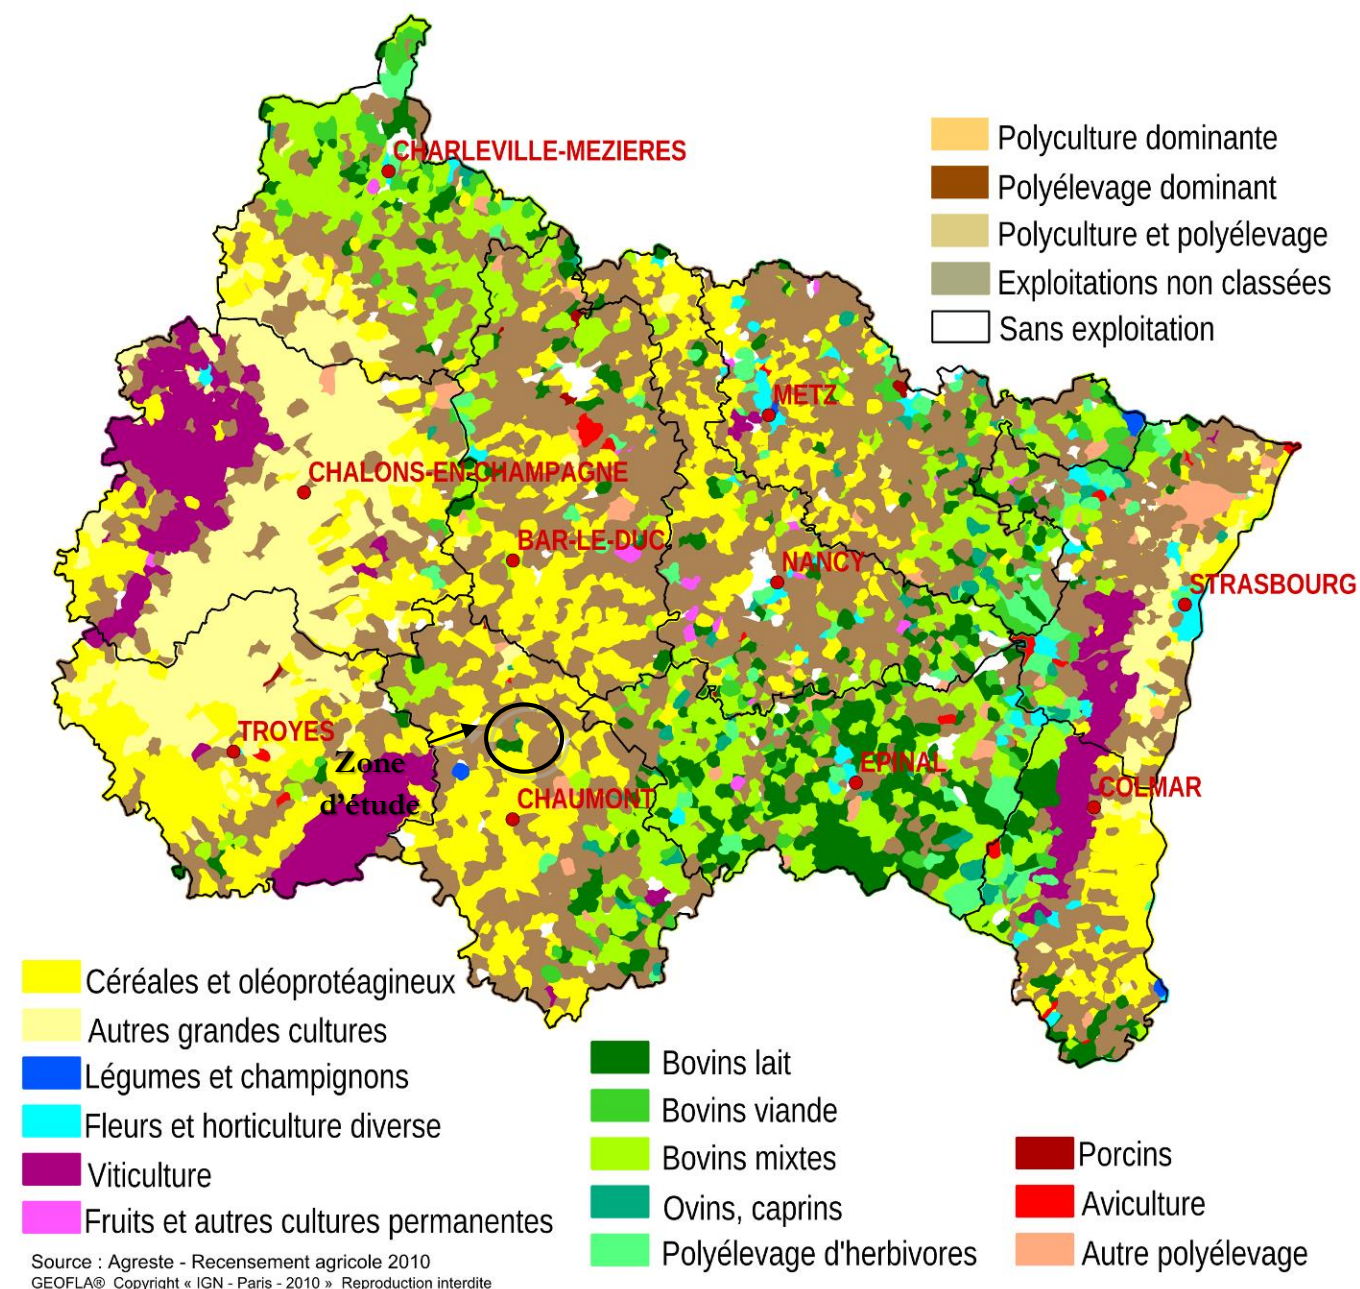 Polyculture dominante
Polyélevage dominant
Polyculture et polyélevage
Exploitations non classées
Sans exploitation
CHARLEVILLE-MEZIERES
METZ
CHALONS-EN-CHAMPAGNE
BAR-LE-DUC
NANCY
STRASBOURG
TROYES
Zone
d'étude
EPINAL
CHAUMONT
COLMAR
Céréales et oléoprotéagineux
Autres grandes cultures
Légumes et champignons
Fleurs et horticulture diverse
Viticulture
Fruits et autres cultures permanentes
Bovins lait
Bovins viande
Bovins mixtes
Ovins, caprins
Polyélevage d'herbivores
Porcins
Aviculture
Autre polyélevage
Source : Agreste - Recensement agricole 2010
GEOFLA® Copyright « IGN - Paris - 2010 » Reproduction interdite